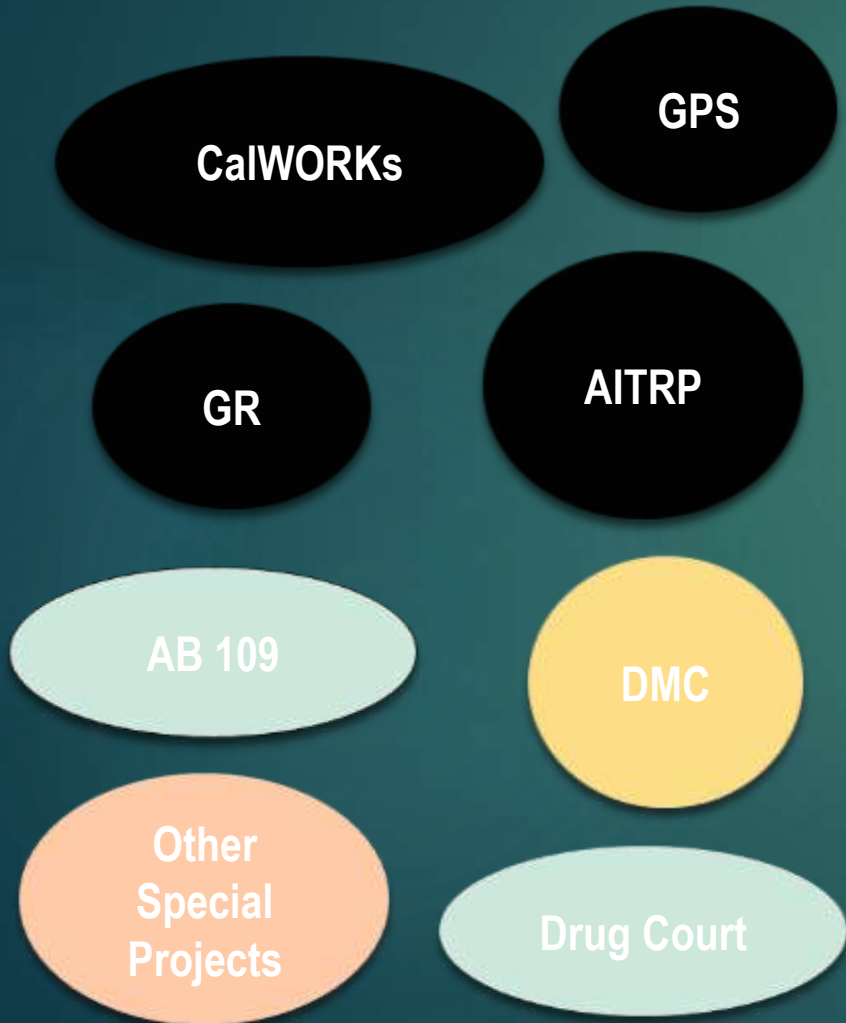 CalWORKs
GPS
GR
AITRP
AB 109
DMC
Other
Special
Projects
Drug Court